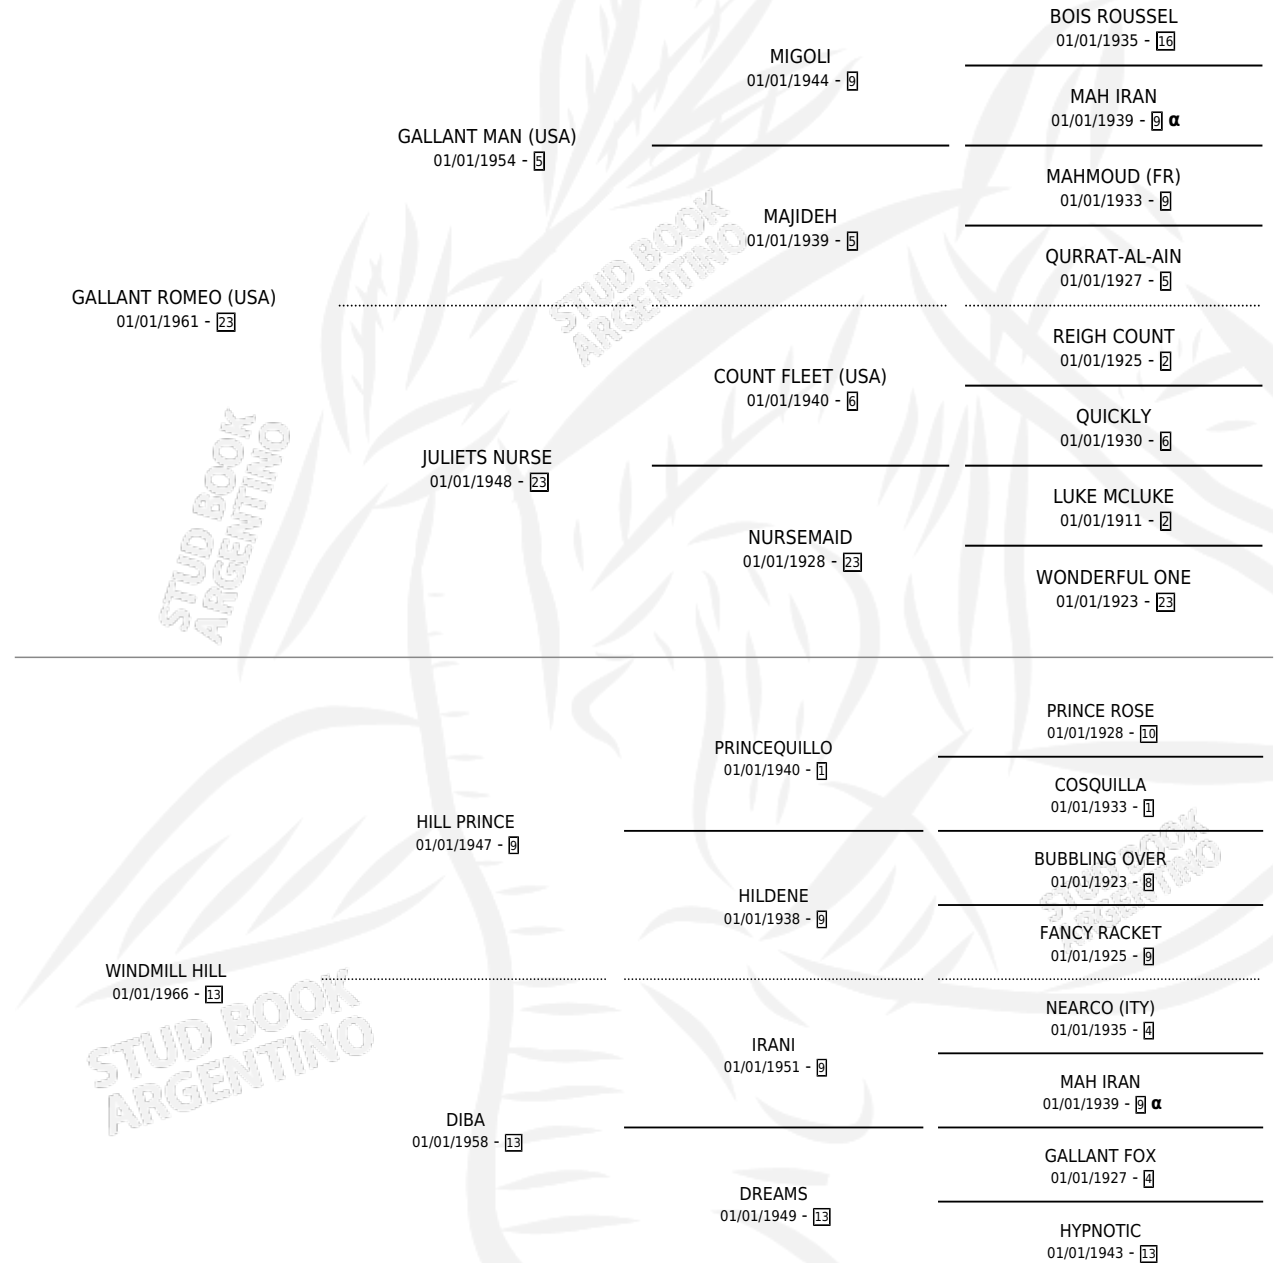 BOIS ROUSSEL
01/01/1935 - 16
MIGOLI
01/01/1944 - 9
MAH IRAN
01/01/1939 - 9 α
GALLANT MAN (USA)
01/01/1954 - 5
MAHMOUD (FR)
01/01/1933 - 9
MAJIDEH
01/01/1939 - 5
QURRAT-AL-AIN
01/01/1927 - 5
GALLANT ROMEO (USA)
01/01/1961 - 23
REIGH COUNT
01/01/1925 - 2
COUNT FLEET (USA)
01/01/1940 - 6
QUICKLY
01/01/1930 - 6
JULIETS NURSE
01/01/1948 - 23
LUKE MCLUKE
01/01/1911 - 2
NURSEMAID
01/01/1928 - 23
WONDERFUL ONE
01/01/1923 - 23
STUD BOOK
ARGENTINO
STUD BOOK
ARGENTINO
PRINCE ROSE
01/01/1928 - 10
PRINCEQUILLO
01/01/1940 - 1
COSQUILLA
01/01/1933 - 1
HILL PRINCE
01/01/1947 - 9
BUBBLING OVER
01/01/1923 - 8
HILDENE
01/01/1938 - 9
FANCY RACKET
01/01/1925 - 9
WINDMILL HILL
01/01/1966 - 13
NEARCO (ITY)
01/01/1935 - 4
IRANI
01/01/1951 - 9
MAH IRAN
01/01/1939 - 9 α
DIBA
01/01/1958 - 13
GALLANT FOX
01/01/1927 - 4
DREAMS
01/01/1949 - 13
HYPNOTIC
01/01/1943 - 13
STUD BOOK
ARGENTINO
STUD BOOK
ARGENTINO